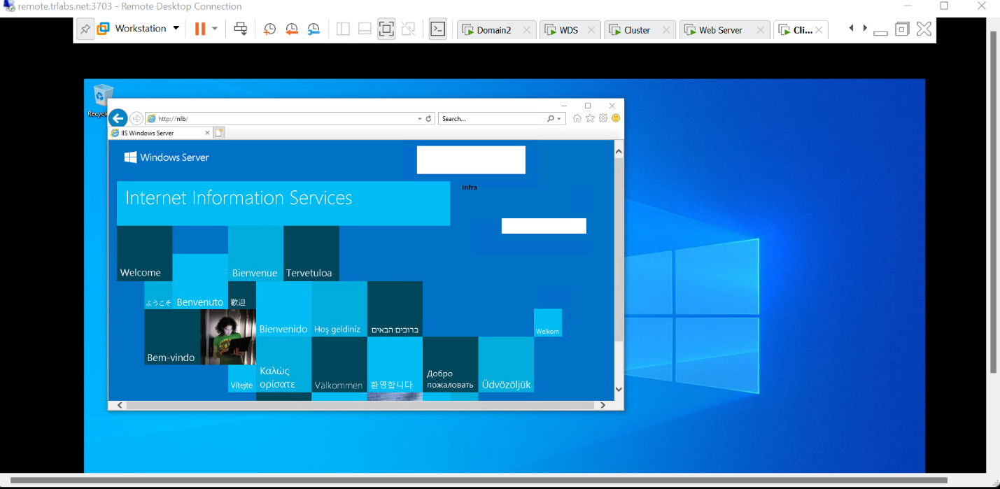 remote.trlabs.net:3703 - Remote Desktop Connection
Workstation
Domain2
WDS
Cluster
Web Server
Cli...
Recycle
http://nlb/
Search...
IIS Windows Server
Windows Server
Infra
Internet Information Services
Welcome
Bienvenue
Tervetuloa
ようこそ
Benvenuto
歡迎
Bienvenido
Hoş geldiniz
ברוכים הבאים
Welkom
Bem-vindo
Vítejte
Καλώς
ορίσατε
Välkommen
환영합니다
Добро
пожаловать
Üdvözöljük